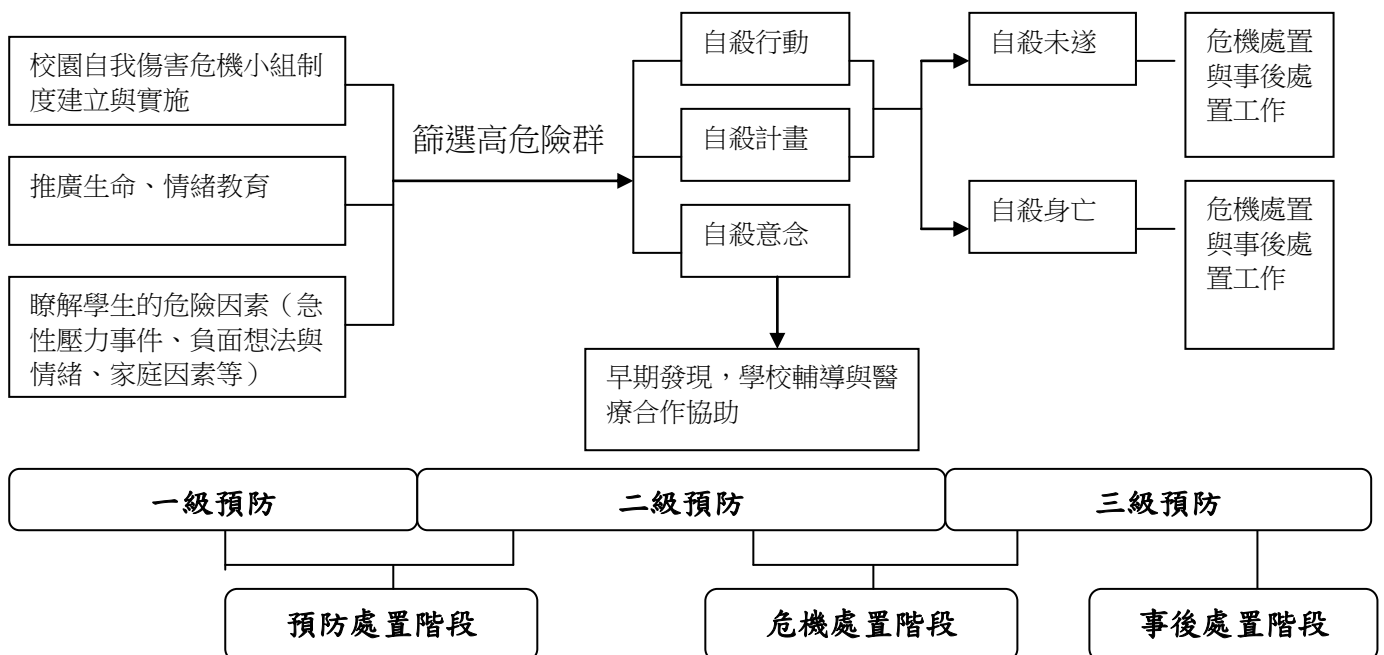 校園自我傷害危機小組制
度建立與實施
推廣生命、情緒教育
瞭解學生的危險因素（急
性壓力事件、負面想法與
情緒、家庭因素等）
篩選高危險群
自殺行動
自殺計畫
自殺意念
早期發現，學校輔導與醫
療合作協助
自殺未遂
危機處置
與事後處
置工作
自殺身亡
危機處置
與事後處
置工作
一級預防
二級預防
三級預防
預防處置階段
危機處置階段
事後處置階段